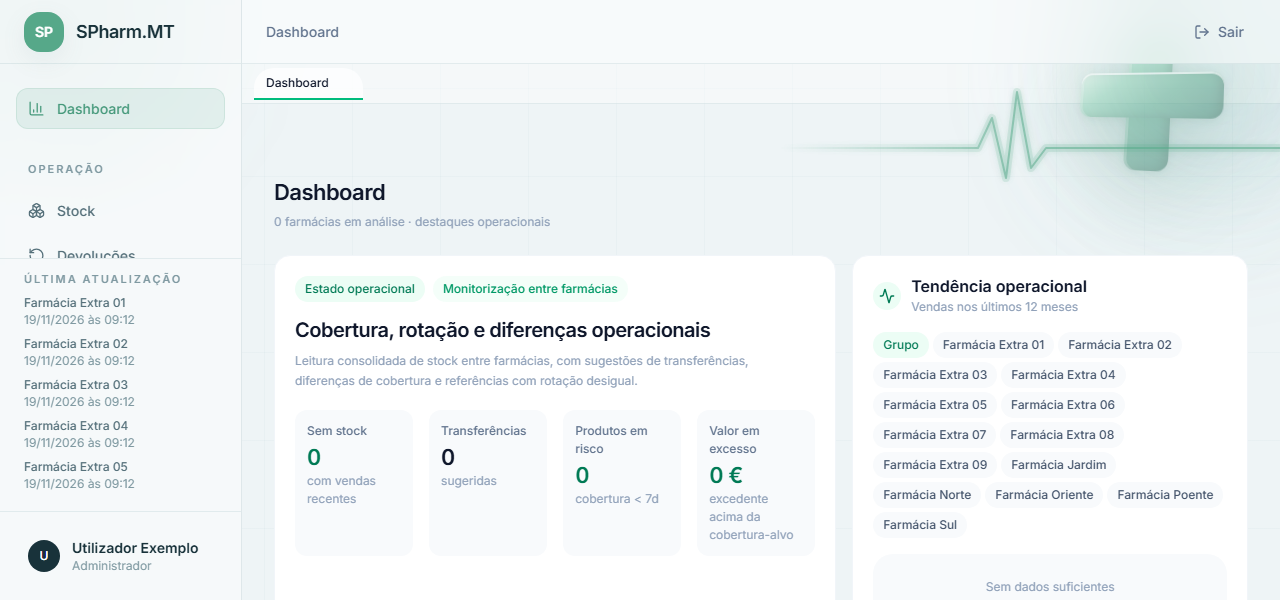 SP
SPharm.MT
Dashboard
Sair
Dashboard
Dashboard
OPERAÇÃO
Stock
Devoluções
ÚLTIMA ATUALIZAÇÃO
Farmácia Extra 01
19/11/2026 às 09:12
Farmácia Extra 02
19/11/2026 às 09:12
Farmácia Extra 03
19/11/2026 às 09:12
Farmácia Extra 04
19/11/2026 às 09:12
Farmácia Extra 05
19/11/2026 às 09:12
U
Utilizador Exemplo
Administrador
Dashboard
0 farmácias em análise · destaques operacionais
Estado operacional
Monitorização entre farmácias
Cobertura, rotação e diferenças operacionais
Leitura consolidada de stock entre farmácias, com sugestões de transferências,
diferenças de cobertura e referências com rotação desigual.
Sem stock
0
com vendas
recentes
Transferências
0
sugeridas
Produtos em
risco
0
cobertura < 7d
Valor em
excesso
0 €
excedente
acima da
cobertura-alvo
Tendência operacional
Vendas nos últimos 12 meses
Grupo Farmácia Extra 01 Farmácia Extra 02
Farmácia Extra 03 Farmácia Extra 04
Farmácia Extra 05 Farmácia Extra 06
Farmácia Extra 07 Farmácia Extra 08
Farmácia Extra 09 Farmácia Jardim
Farmácia Norte Farmácia Oriente Farmácia Poente
Farmácia Sul
Sem dados suficientes